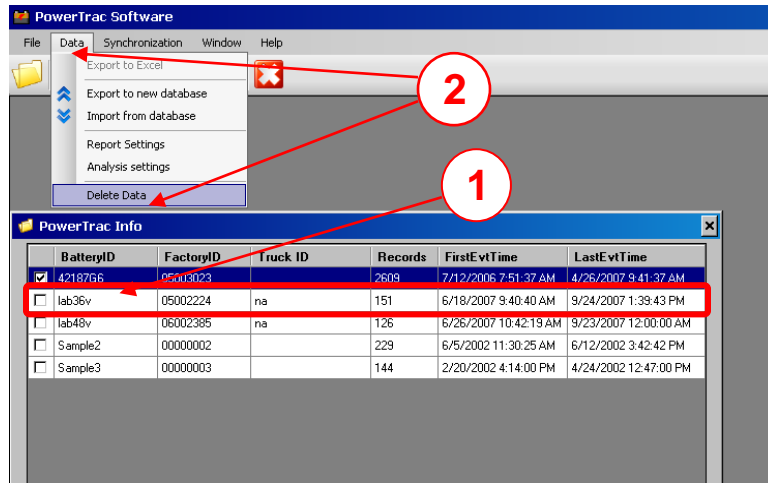 PowerTrac Software
File Data Synchronization Window Help
Export to Excel
Export to new database
Import from database
Report Settings
Analysis settings
Delete Data
2
1
PowerTrac Info
BatteryID FactoryID Truck ID Records FirstEvtTime LastEvtTime
42187G6 05003023 2609 7/12/2006 7:51:37 AM 4/26/2007 9:41:37 AM
lab36v 05002224 na 151 6/18/2007 9:40:40 AM 9/24/2007 1:39:43 PM
lab48v 06002385 na 126 6/26/2007 10:42:19 AM 9/23/2007 12:00:00 AM
Sample2 00000002 229 6/5/2002 11:30:25 AM 6/12/2002 3:42:42 PM
Sample3 00000003 144 2/20/2002 4:14:00 PM 4/24/2002 12:47:00 PM